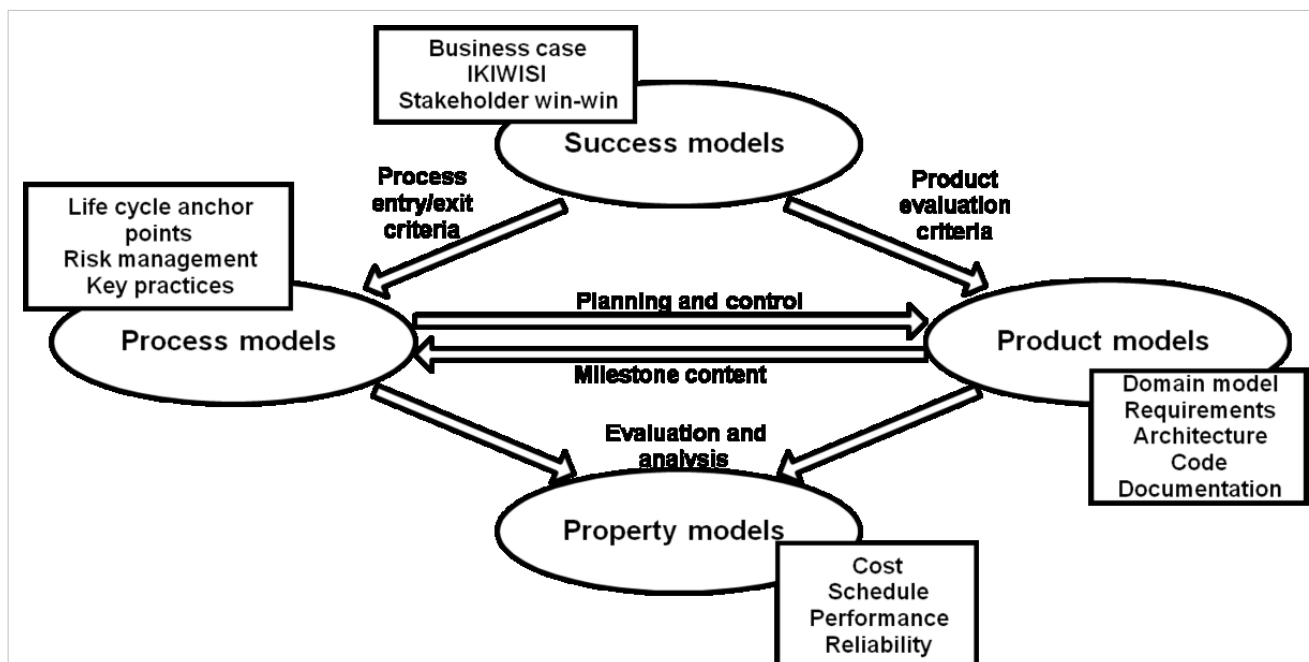 Business case
IKIWISI
Stakeholder win-win
Success models
Process
entry/exit
criteria
Product
evaluation
criteria
Life cycle anchor
points
Risk management
Key practices
Process models
Planning and control
Milestone content
Product models
Domain model
Requirements
Architecture
Code
Documentation
Evaluation and
analysis
Property models
Cost
Schedule
Performance
Reliability